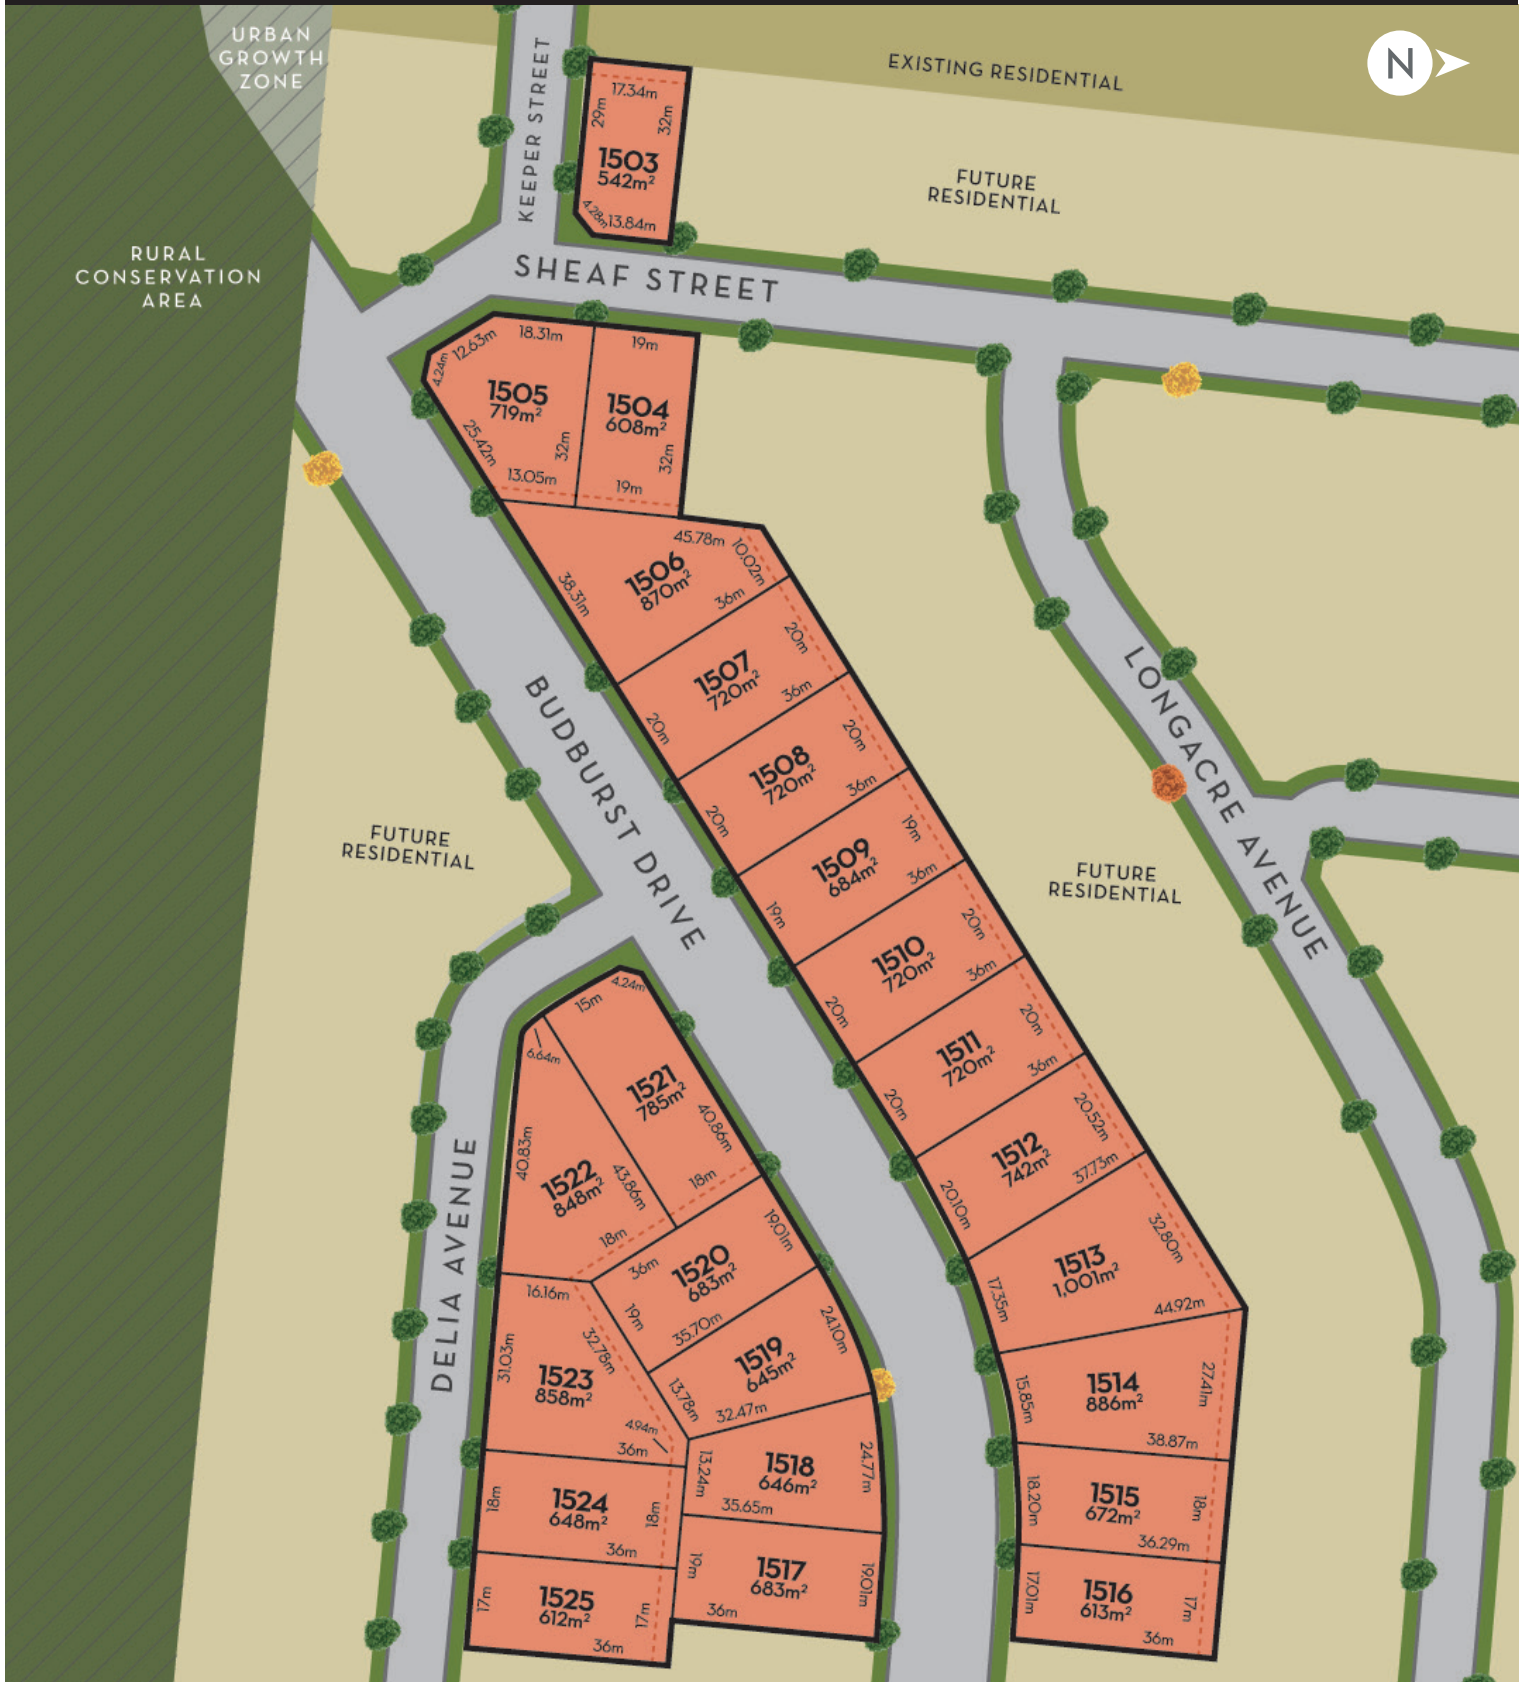 URBAN
GROWTH
ZONE
KEEPER STREET
EXISTING RESIDENTIAL
N
17.34m
29m
32m
1503
542m²
4.28m
13.84m
FUTURE
RESIDENTIAL
RURAL
CONSERVATION
AREA
SHEAF STREET
12.63m
18.31m
4.24m
1505
719m²
25.42m
32m
13.05m
19m
1504
608m²
32m
19m
45.78m
10.02m
1506
870m²
38.31m
36m
20m
1507
720m²
36m
20m
20m
1508
720m²
36m
20m
19m
1509
684m²
36m
19m
20m
1510
720m²
36m
20m
20m
1511
720m²
36m
20m
20.52m
1512
742m²
37.73m
20.10m
32.80m
1513
1,001m²
17.35m
44.92m
27.41m
1514
886m²
15.85m
38.87m
18.20m
1515
672m²
18m
36.29m
17.01m
1516
613m²
17m
36m
BUDBURST DRIVE
LONGACRE AVENUE
FUTURE
RESIDENTIAL
FUTURE
RESIDENTIAL
DELIA AVENUE
4.24m
15m
1521
785m²
40.86m
18m
6.64m
40.83m
1522
848m²
43.86m
18m
19.01m
36m
1520
683m²
19m
35.70m
24.10m
1519
645m²
13.78m
32.47m
16.16m
32.78m
31.03m
1523
858m²
4.94m
36m
13.24m
1518
646m²
24.77m
35.65m
18m
1524
648m²
18m
36m
19m
1517
683m²
19.01m
36m
17m
1525
612m²
17m
36m